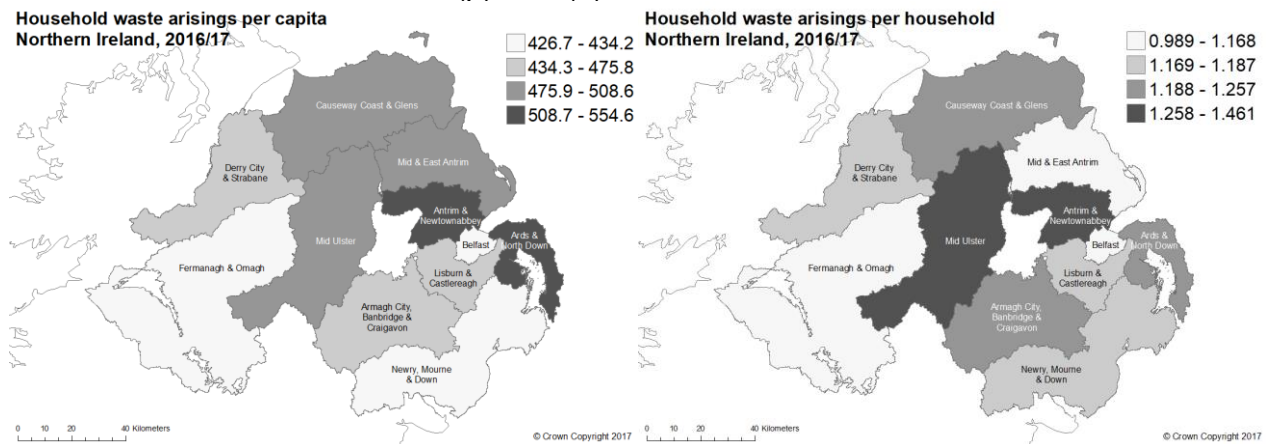 Household waste arisings per capita
Northern Ireland, 2016/17
426.7 - 434.2
434.3 - 475.8
475.9 - 508.6
508.7 - 554.6
Causeway Coast & Glens
Derry City
& Strabane
Mid & East Antrim
Antrim &
Newtownabbey
Mid Ulster
Belfast
Ards &
North Down
Fermanagh & Omagh
Lisburn &
Castlereagh
Armagh City,
Banbridge &
Craigavon
Newry, Mourne
& Down
0 10 20 40 Kilometers
© Crown Copyright 2017
Household waste arisings per household
Northern Ireland, 2016/17
0.989 - 1.168
1.169 - 1.187
1.188 - 1.257
1.258 - 1.461
Causeway Coast & Glens
Derry City
& Strabane
Mid & East Antrim
Antrim &
Newtownabbey
Mid Ulster
Belfast
Ards &
North Down
Fermanagh & Omagh
Lisburn &
Castlereagh
Armagh City,
Banbridge &
Craigavon
Newry, Mourne
& Down
0 10 20 40 Kilometers
© Crown Copyright 2017